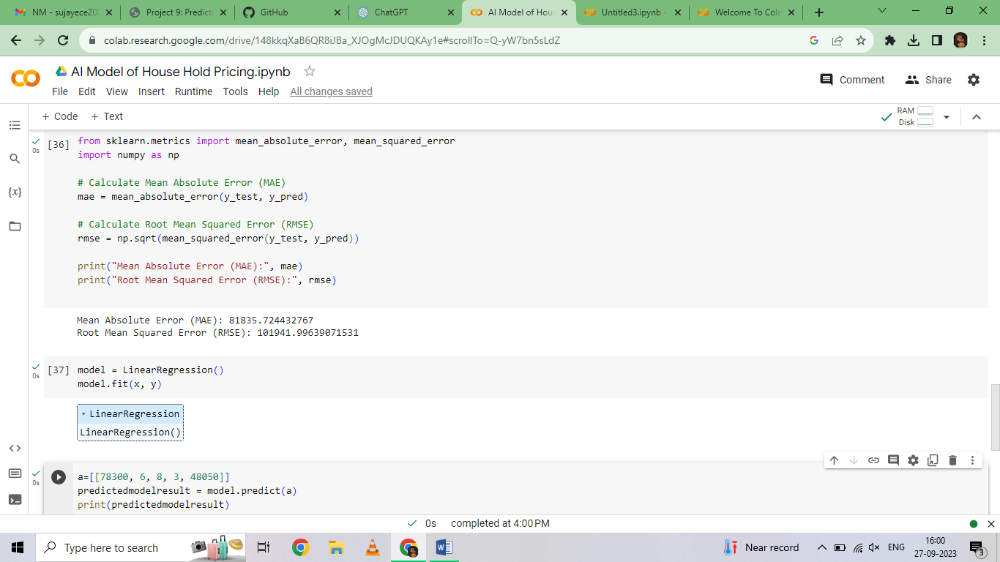 NM - sujayece202
Project 9: Predicti
GitHub
ChatGPT
AI Model of Hous
Untitled3.ipynb -
Welcome To Cola
colab.research.google.com/drive/148kkqXaB6QR8iJBa_XJOgMcJDUQKAy1e#scrollTo=Q-yW7bn5sLdZ
AI Model of House Hold Pricing.ipynb
Comment
Share
File Edit View Insert Runtime Tools Help All changes saved
+ Code + Text
RAM
Disk
[36] from sklearn.metrics import mean_absolute_error, mean_squared_error
0s
import numpy as np
# Calculate Mean Absolute Error (MAE)
mae = mean_absolute_error(y_test, y_pred)
# Calculate Root Mean Squared Error (RMSE)
rmse = np.sqrt(mean_squared_error(y_test, y_pred))
print("Mean Absolute Error (MAE):", mae)
print("Root Mean Squared Error (RMSE):", rmse)
Mean Absolute Error (MAE): 81835.724432767
Root Mean Squared Error (RMSE): 101941.99639071531
[37] model = LinearRegression()
0s
model.fit(x, y)
LinearRegression
LinearRegression()
a=[[78300, 6, 8, 3, 48050]]
0s
predictedmodelresult = model.predict(a)
print(predictedmodelresult)
0s completed at 4:00 PM
Type here to search
Near record
ENG
16:00
27-09-2023
3